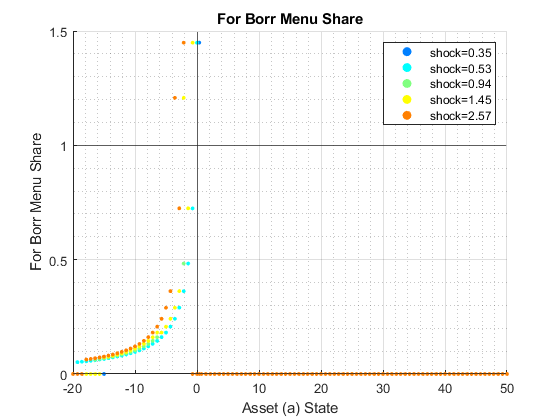 For Borr Menu Share
1.5
shock=0.35
shock=0.53
shock=0.94
shock=1.45
shock=2.57
1
For Borr Menu Share
0.5
0
-20 -10 0 10 20 30 40 50
Asset (a) State